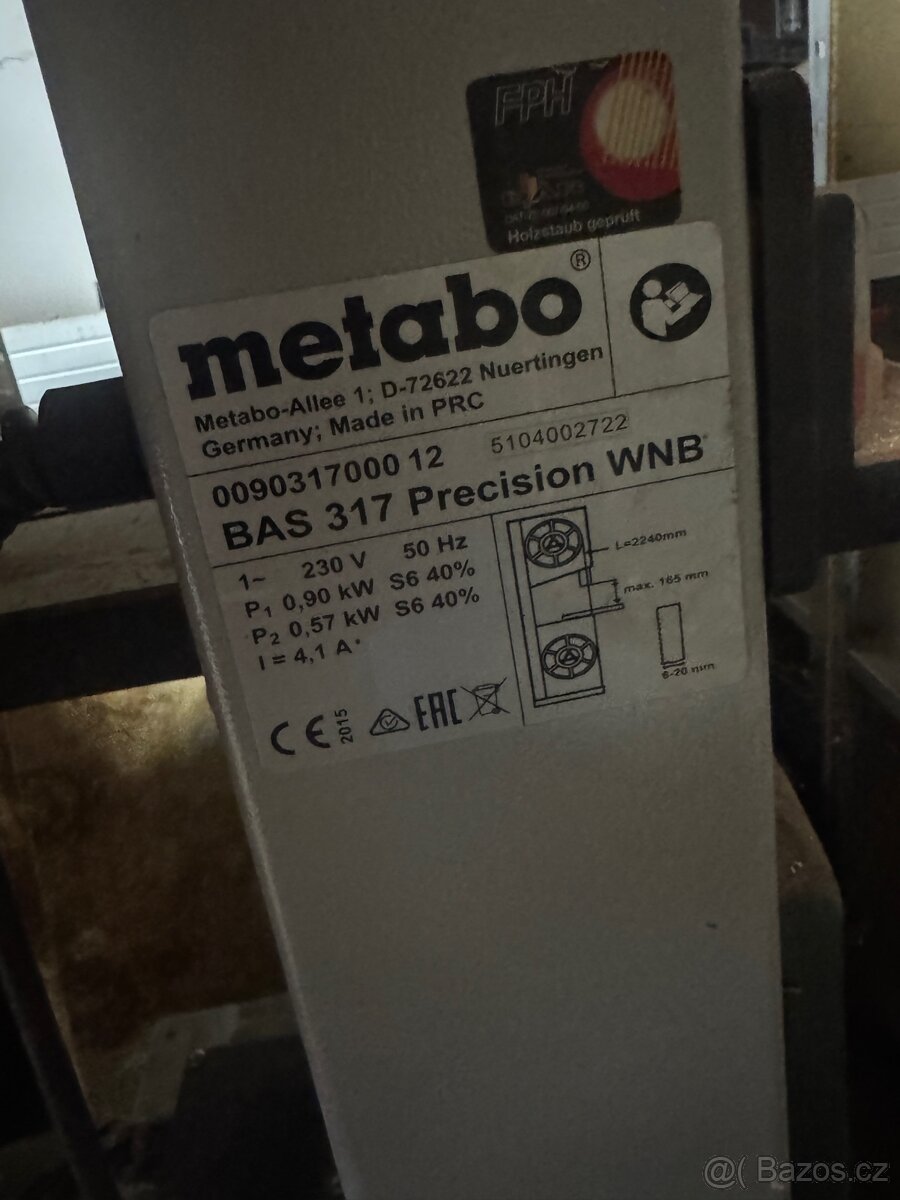 FPH
Holzstaub geprüft
metabo®
Metabo-Allee 1; D-72622 Nuertingen
Germany; Made in PRC
0090317000 12 5104002722
BAS 317 Precision WNB
1~ 230 V 50 Hz
P1 0,90 kW S6 40%
P2 0,57 kW S6 40%
I = 4,1 A
L=2240mm
max. 165 mm
6-20 mm
CE 2015 EAC
@( Bazos.cz